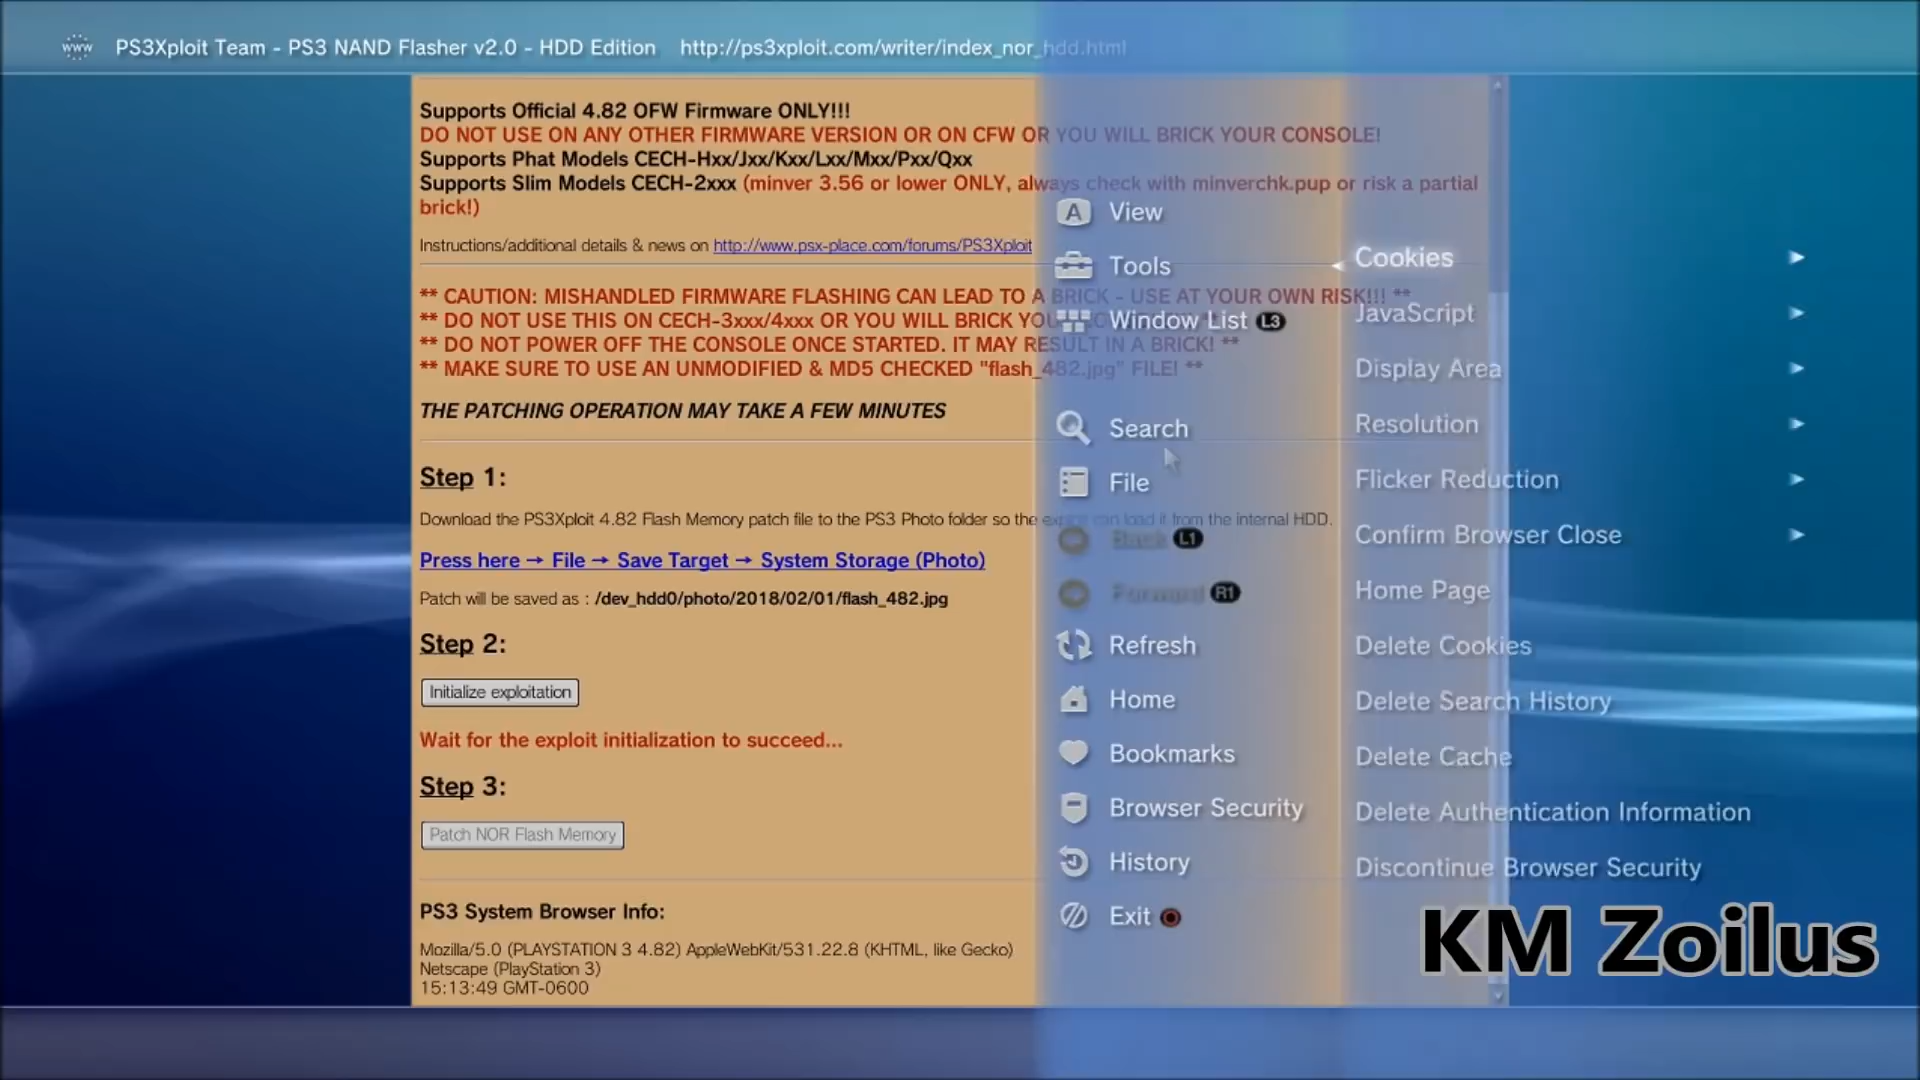 PS3Xploit Team - PS3 NAND Flasher v2.0 - HDD Edition http://ps3xploit.com/writer/index_nor_hdd.html
Supports Official 4.82 OFW Firmware ONLY!!!
DO NOT USE ON ANY OTHER FIRMWARE VERSION OR ON CFW OR YOU WILL BRICK YOUR CONSOLE!
Supports Phat Models CECH-Hxx/Jxx/Kxx/Lxx/Mxx/Pxx/Qxx
Supports Slim Models CECH-2xxx (minver 3.56 or lower ONLY, always check with minverchk.pup or risk a partial
brick!)
Instructions/additional details & news on http://www.psx-place.com/forums/PS3Xploit
** CAUTION: MISHANDLED FIRMWARE FLASHING CAN LEAD TO A BRICK - USE AT YOUR OWN RISK!!! **
** DO NOT USE THIS ON CECH-3xxx/4xxx OR YOU WILL BRICK
** DO NOT POWER OFF THE CONSOLE ONCE STARTED. IT MAY RESULT IN A BRICK! **
** MAKE SURE TO USE AN UNMODIFIED & MD5 CHECKED "flash_482.jpg" FILE! **
THE PATCHING OPERATION MAY TAKE A FEW MINUTES
Step 1:
Download the PS3Xploit 4.82 Flash Memory patch file to the PS3 Photo folder so the exploit can load it from the internal HDD.
Press here → File → Save Target → System Storage (Photo)
Patch will be saved as : /dev_hdd0/photo/2018/02/01/flash_482.jpg
Step 2:
Initialize exploitation
Wait for the exploit initialization to succeed...
Step 3:
Patch NOR Flash Memory
PS3 System Browser Info:
Mozilla/5.0 (PLAYSTATION 3 4.82) AppleWebKit/531.22.8 (KHTML, like Gecko)
Netscape (PlayStation 3)
15:13:49 GMT-0600
A View
Tools
Window List L3
Search
File
Back L1
Forward R1
Refresh
Home
Bookmarks
Browser Security
History
Exit
Cookies
JavaScript
Display Area
Resolution
Flicker Reduction
Confirm Browser Close
Home Page
Delete Cookies
Delete Search History
Delete Cache
Delete Authentication Information
Discontinue Browser Security
KM Zoilus